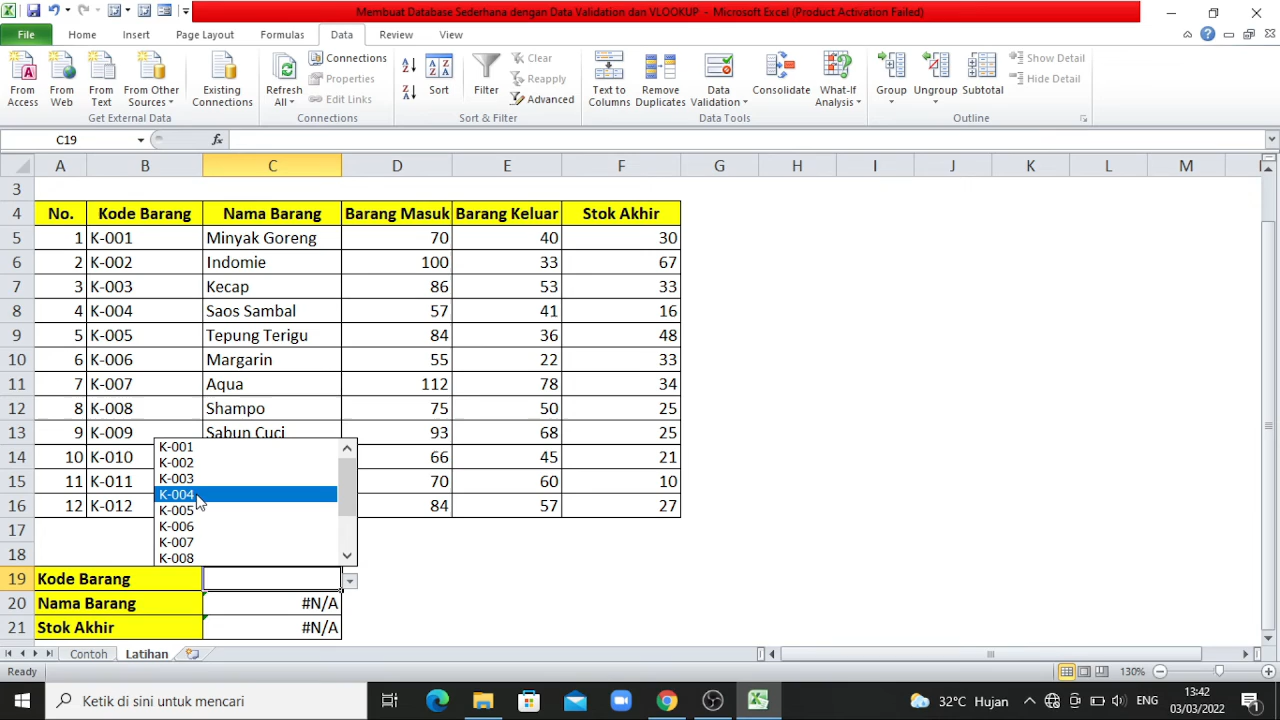 Membuat Database Sederhana dengan Data Validation dan VLOOKUP - Microsoft Excel (Product Activation Failed)
File Home Insert Page Layout Formulas Data Review View
From Access
From Web
From Text
From Other Sources
Existing Connections
Get External Data
Refresh All
Connections
Properties
Edit Links
Connections
Sort
Filter
Clear
Reapply
Advanced
Sort & Filter
Text to Columns
Remove Duplicates
Data Validation
Consolidate
What-If Analysis
Data Tools
Group
Ungroup
Subtotal
Show Detail
Hide Detail
Outline
C19 fx
A B C D E F G H I J K L M
3
4 No. Kode Barang Nama Barang Barang Masuk Barang Keluar Stok Akhir
5 1 K-001 Minyak Goreng 70 40 30
6 2 K-002 Indomie 100 33 67
7 3 K-003 Kecap 86 53 33
8 4 K-004 Saos Sambal 57 41 16
9 5 K-005 Tepung Terigu 84 36 48
10 6 K-006 Margarin 55 22 33
11 7 K-007 Aqua 112 78 34
12 8 K-008 Shampo 75 50 25
13 9 K-009 Sabun Cuci 93 68 25
14 10 K-010 66 45 21
15 11 K-011 70 60 10
16 12 K-012 84 57 27
17
18
K-001
K-002
K-003
K-004
K-005
K-006
K-007
K-008
19 Kode Barang
20 Nama Barang #N/A
21 Stok Akhir #N/A
Contoh Latihan
Ready 130%
Ketik di sini untuk mencari
32°C Hujan ENG 13:42
03/03/2022 1